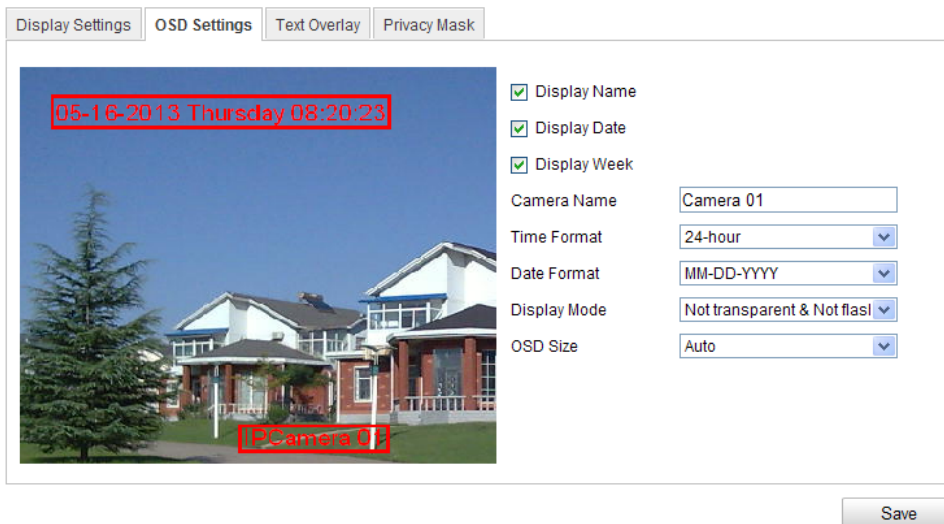 Display Settings
OSD Settings
Text Overlay
Privacy Mask
05-16-2013 Thursday 08:20:23
IPCamera 01
Display Name
Display Date
Display Week
Camera Name
Camera 01
Time Format
24-hour
Date Format
MM-DD-YYYY
Display Mode
Not transparent & Not flasl
OSD Size
Auto
Save